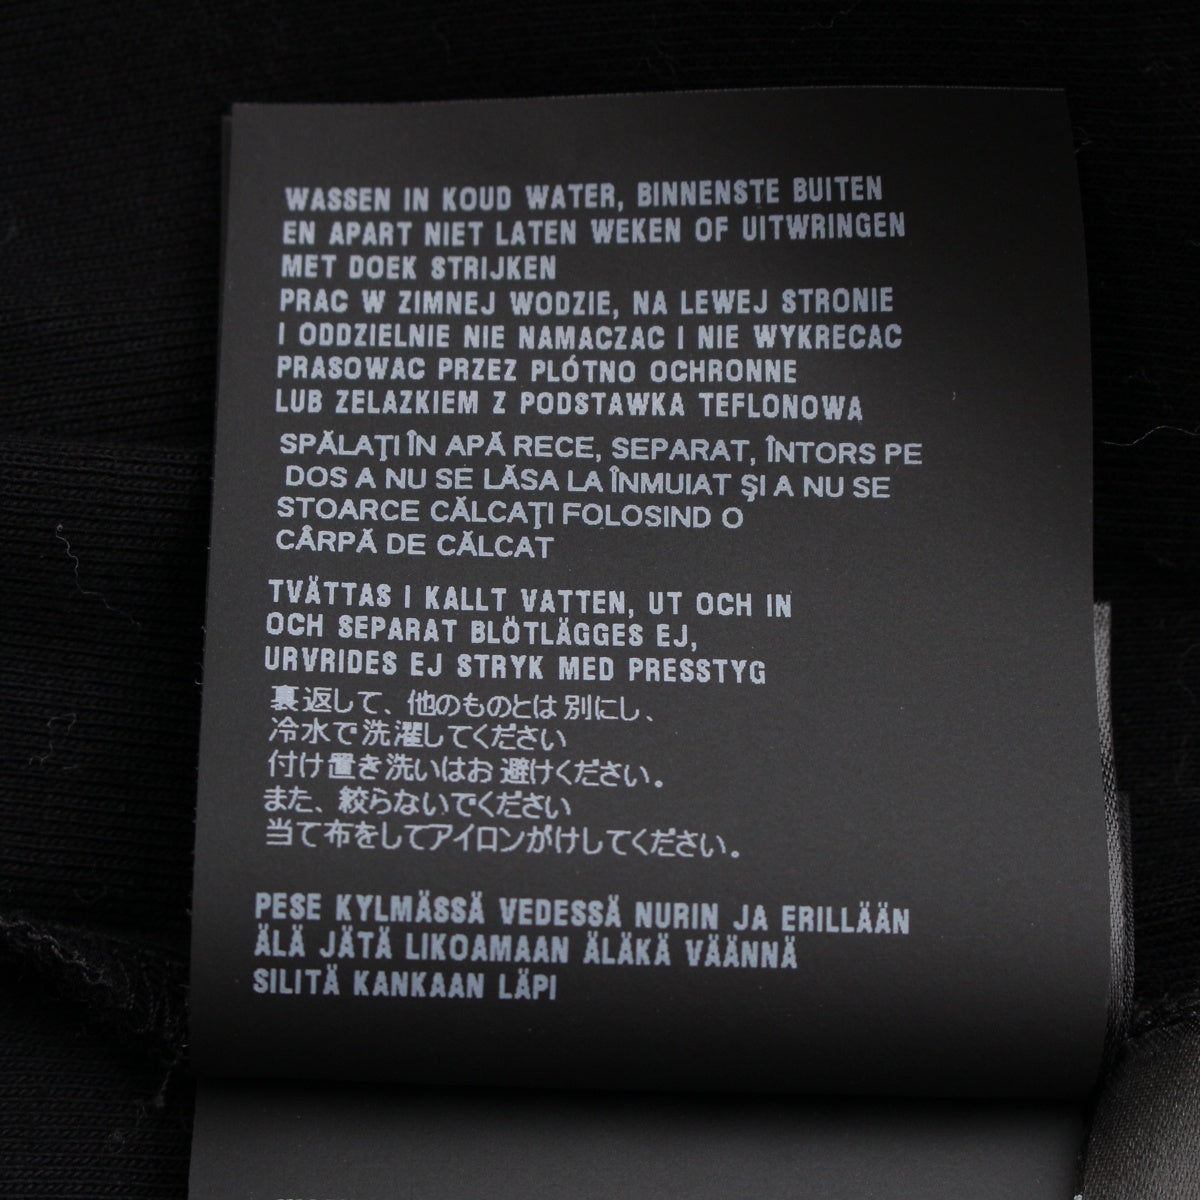 WASSEN IN KOUD WATER, BINNENSTE BUITEN
EN APART NIET LATEN WEKEN OF UITWRINGEN
MET DOEK STRIJKEN
PRAC W ZIMNEJ WODZIE, NA LEWEJ STRONIE
I ODDZIELNIE NIE NAMACZAC I NIE WYKRECAC
PRASOWAC PRZEZ PLÓTNO OCHRONNE
LUB ZELAZKIEM Z PODSTAWKA TEFLONOWA
SPĂLAŢI ÎN APĂ RECE, SEPARAT, ÎNTORS PE
DOS A NU SE LĂSA LA ÎNMUIAT ŞI A NU SE
STOARCE CĂLCAŢI FOLOSIND O
CÂRPĂ DE CĂLCAT
TVÄTTAS I KALLT VATTEN, UT OCH IN
OCH SEPARAT BLÖTLÄGGES EJ,
URVRIDES EJ STRYK MED PRESSTYG
裏返して、他のものとは別にし、
冷水で洗濯してください
付け置き洗いはお避けください。
また、絞らないでください
当て布をしてアイロンがけしてください。
PESE KYLMÄSSÄ VEDESSÄ NURIN JA ERILLÄÄN
ÄLÄ JÄTÄ LIKOAMAAN ÄLÄKÄ VÄÄNNÄ
SILITÄ KANKAAN LÄPI